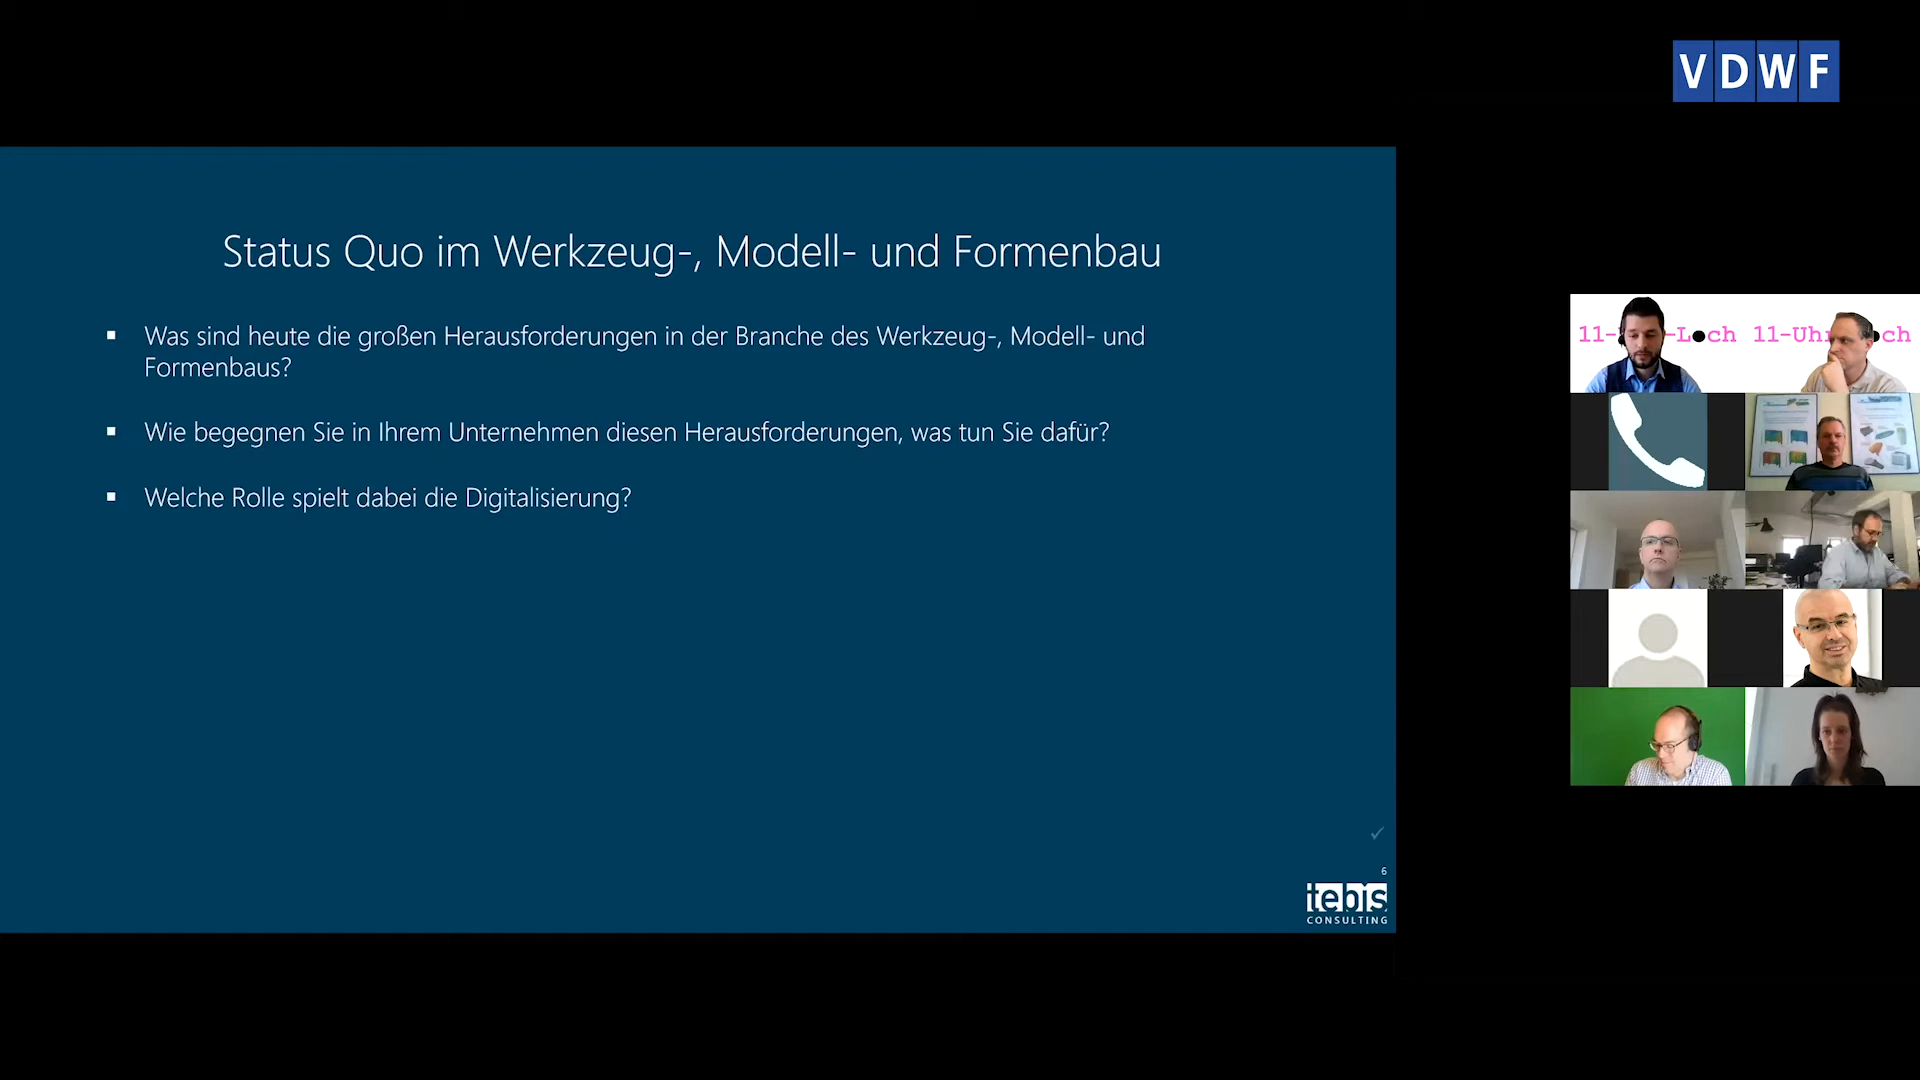 VDWF
Status Quo im Werkzeug-, Modell- und Formenbau
▪ Was sind heute die großen Herausforderungen in der Branche des Werkzeug-, Modell- und
Formenbaus?
▪ Wie begegnen Sie in Ihrem Unternehmen diesen Herausforderungen, was tun Sie dafür?
▪ Welche Rolle spielt dabei die Digitalisierung?
6
tebis
CONSULTING